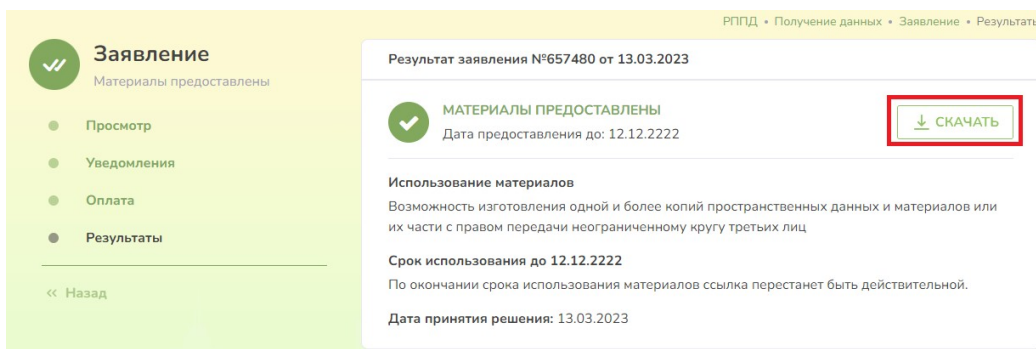 РППД • Получение данных • Заявление • Результаты
Заявление
Материалы предоставлены
Просмотр
Уведомления
Оплата
Результаты
« Назад
Результат заявления №657480 от 13.03.2023
МАТЕРИАЛЫ ПРЕДОСТАВЛЕНЫ
Дата предоставления до: 12.12.2222
СКАЧАТЬ
Использование материалов
Возможность изготовления одной и более копий пространственных данных и материалов или
их части с правом передачи неограниченному кругу третьих лиц
Срок использования до 12.12.2222
По окончании срока использования материалов ссылка перестанет быть действительной.
Дата принятия решения: 13.03.2023